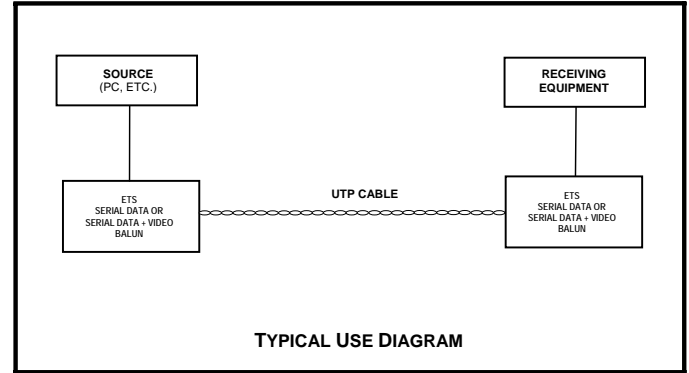 SOURCE
(PC, ETC.)
RECEIVING
EQUIPMENT
ETS
SERIAL DATA OR
SERIAL DATA + VIDEO
BALUN
UTP CABLE
ETS
SERIAL DATA OR
SERIAL DATA + VIDEO
BALUN
TYPICAL USE DIAGRAM